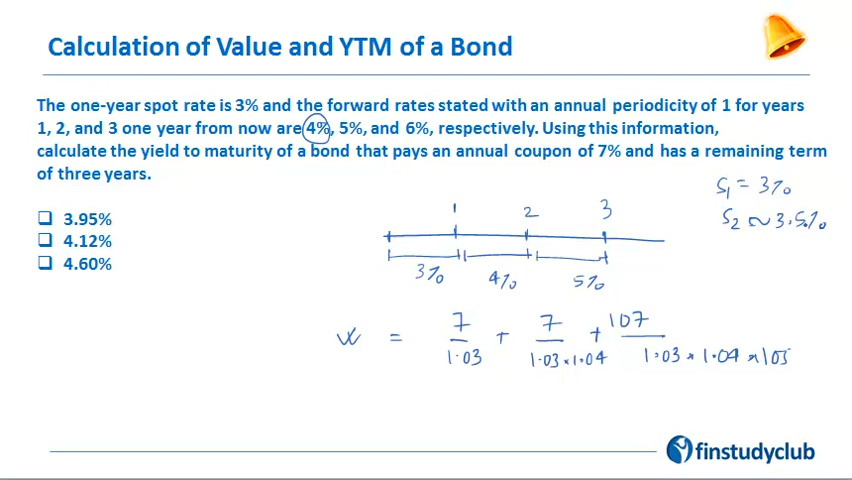 Calculation of Value and YTM of a Bond
The one-year spot rate is 3% and the forward rates stated with an annual periodicity of 1 for years
1, 2, and 3 one year from now are 4%, 5%, and 6%, respectively. Using this information,
calculate the yield to maturity of a bond that pays an annual coupon of 7% and has a remaining term
of three years.
S₁ = 3%
S₂ ~ 3.5%
❑ 3.95%
❑ 4.12%
❑ 4.60%
1 2 3
3% 4% 5%
V = 7/1.03 + 7/1.03×1.04 + 107/1.03×1.04×105
finstudyclub